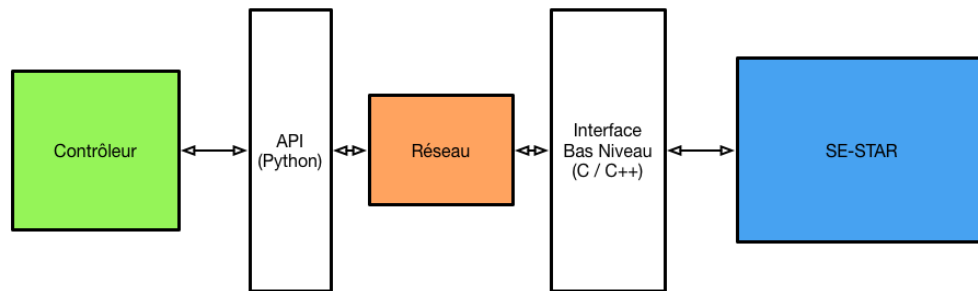 Contrôleur
API
(Python)
Réseau
Interface
Bas Niveau
(C / C++)
SE-STAR